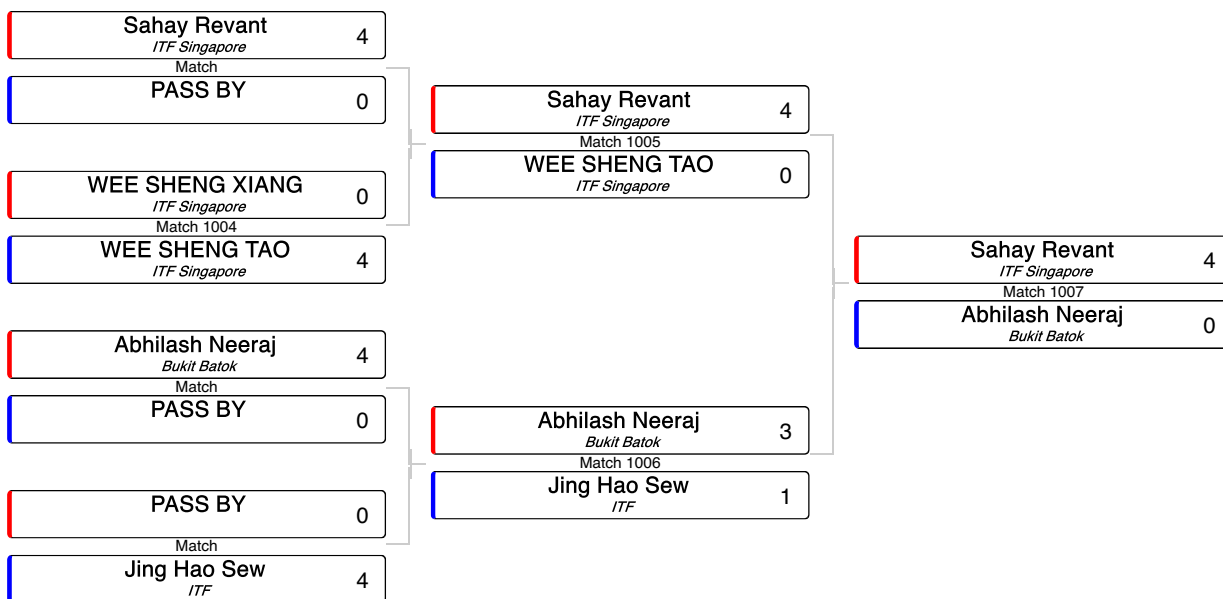 Sahay Revant 4
ITF Singapore
Match
PASS BY 0
WEE SHENG XIANG 0
ITF Singapore
Match 1004
WEE SHENG TAO 4
ITF Singapore
Abhilash Neeraj 4
Bukit Batok
Match
PASS BY 0
PASS BY 0
Match
Jing Hao Sew 4
ITF
Sahay Revant 4
ITF Singapore
Match 1005
WEE SHENG TAO 0
ITF Singapore
Abhilash Neeraj 3
Bukit Batok
Match 1006
Jing Hao Sew 1
ITF
Sahay Revant 4
ITF Singapore
Match 1007
Abhilash Neeraj 0
Bukit Batok